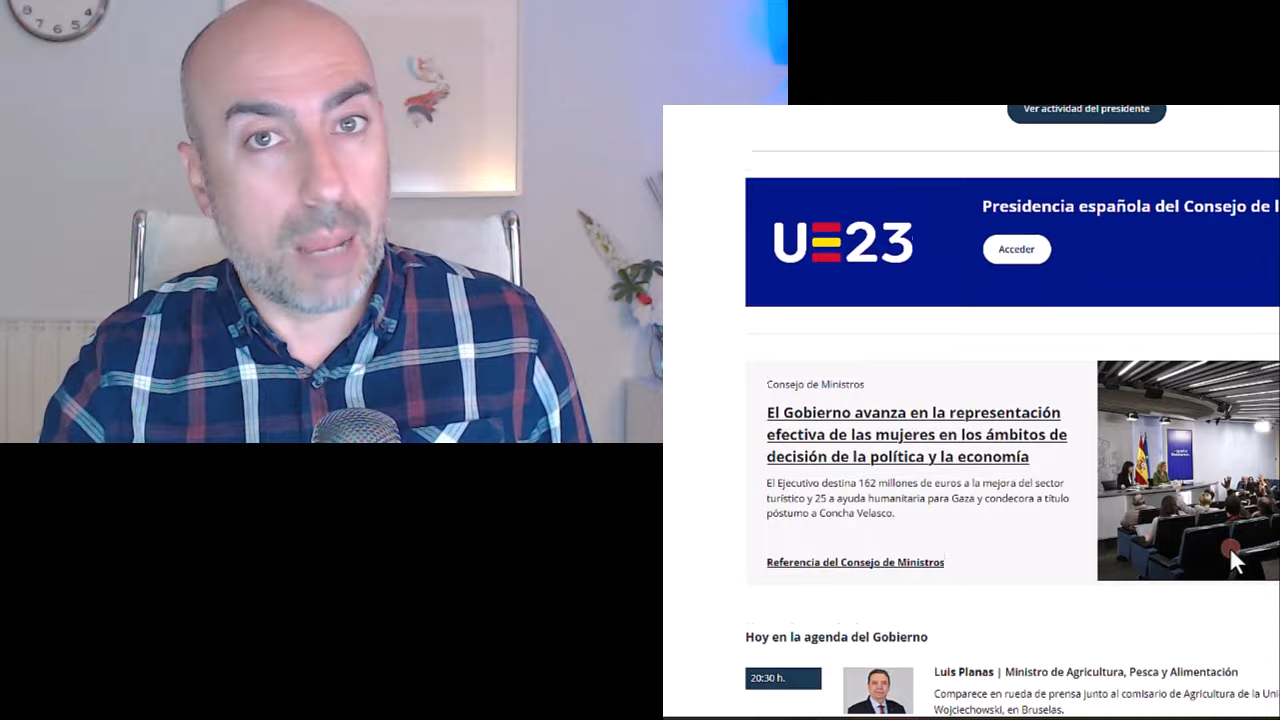 8 7 6 5
Ver actividad del presidente
Presidencia española del Consejo de l
UE23
Acceder
Consejo de Ministros
El Gobierno avanza en la representación
efectiva de las mujeres en los ámbitos de
decisión de la política y la economía
El Ejecutivo destina 162 millones de euros a la mejora del sector
turístico y 25 a ayuda humanitaria para Gaza y condecora a título
póstumo a Concha Velasco.
Referencia del Consejo de Ministros
Hoy en la agenda del Gobierno
20:30 h.
Luis Planas | Ministro de Agricultura, Pesca y Alimentación
Comparece en rueda de prensa junto al comisario de Agricultura de la Uni
Wojciechowski, en Bruselas.